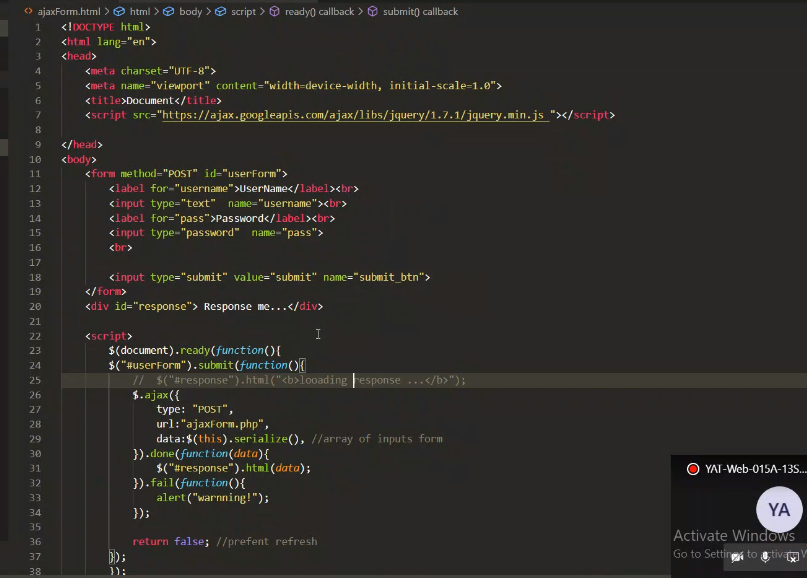 ajaxForm.html > html > body > script > ready() callback > submit() callback
1 <!DOCTYPE html>
2 <html lang="en">
3 <head>
4 <meta charset="UTF-8">
5 <meta name="viewport" content="width=device-width, initial-scale=1.0">
6 <title>Document</title>
7 <script src="https://ajax.googleapis.com/ajax/libs/jquery/1.7.1/jquery.min.js "></script>
8
9 </head>
10 <body>
11 <form method="POST" id="userForm">
12 <label for="username">UserName</label><br>
13 <input type="text"  name="username"><br>
14 <label for="pass">Password</label><br>
15 <input type="password"  name="pass">
16 <br>
17
18 <input type="submit" value="submit" name="submit_btn">
19 </form>
20 <div id="response"> Response me...</div>
21
22 <script>
23 $(document).ready(function(){
24 $("#userForm").submit(function(){
25 //  $("#response").html("<b>looading response ...</b>");
26 $.ajax({
27 type: "POST",
28 url:"ajaxForm.php",
29 data:$(this).serialize(), //array of inputs form
30 }).done(function(data){
31 $("#response").html(data);
32 }).fail(function(){
33 alert("warnning!");
34 });
35
36 return false; //prefent refresh
37 });
38 });
YAT-Web-015A-13S...
YA
Activate Windows
Go to Settings to activate W